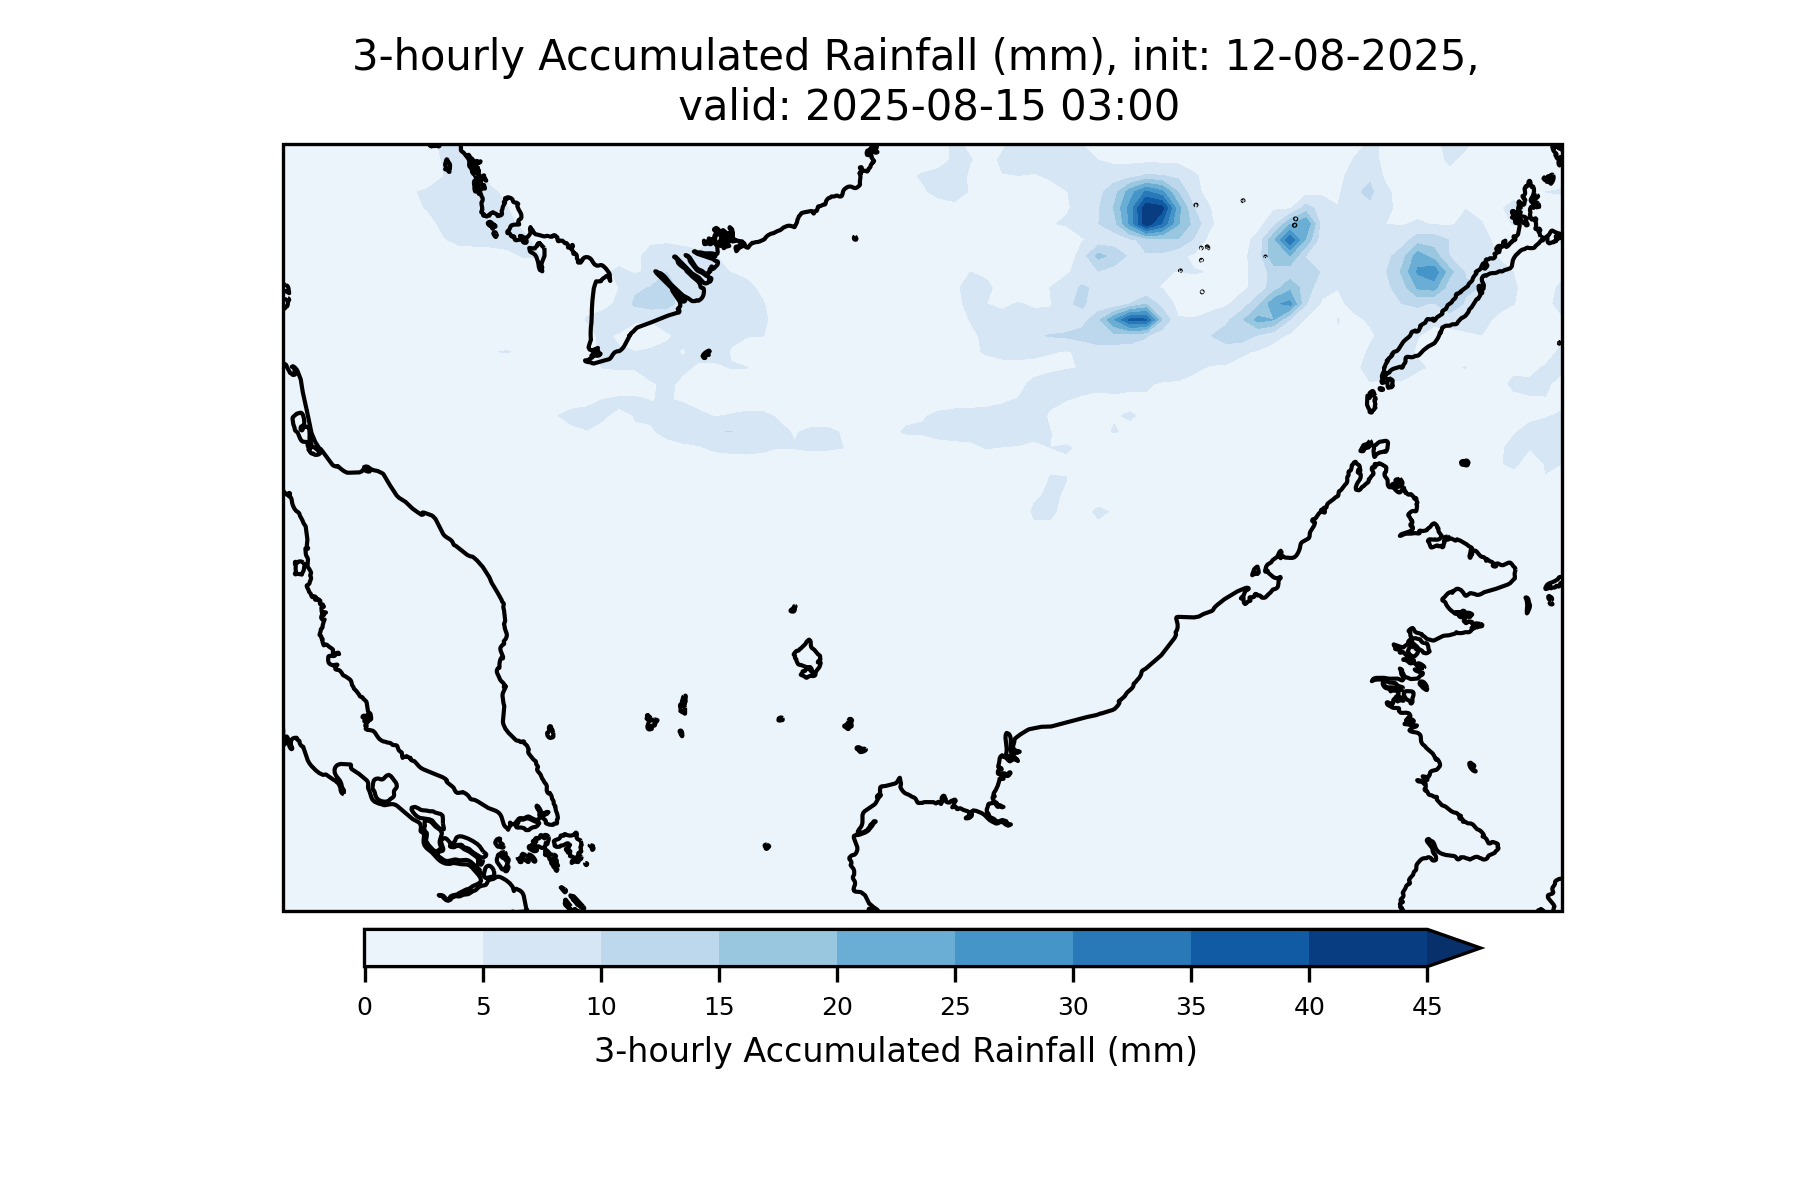 3-hourly Accumulated Rainfall (mm), init: 12-08-2025,
valid: 2025-08-15 03:00
0 5 10 15 20 25 30 35 40 45
3-hourly Accumulated Rainfall (mm)